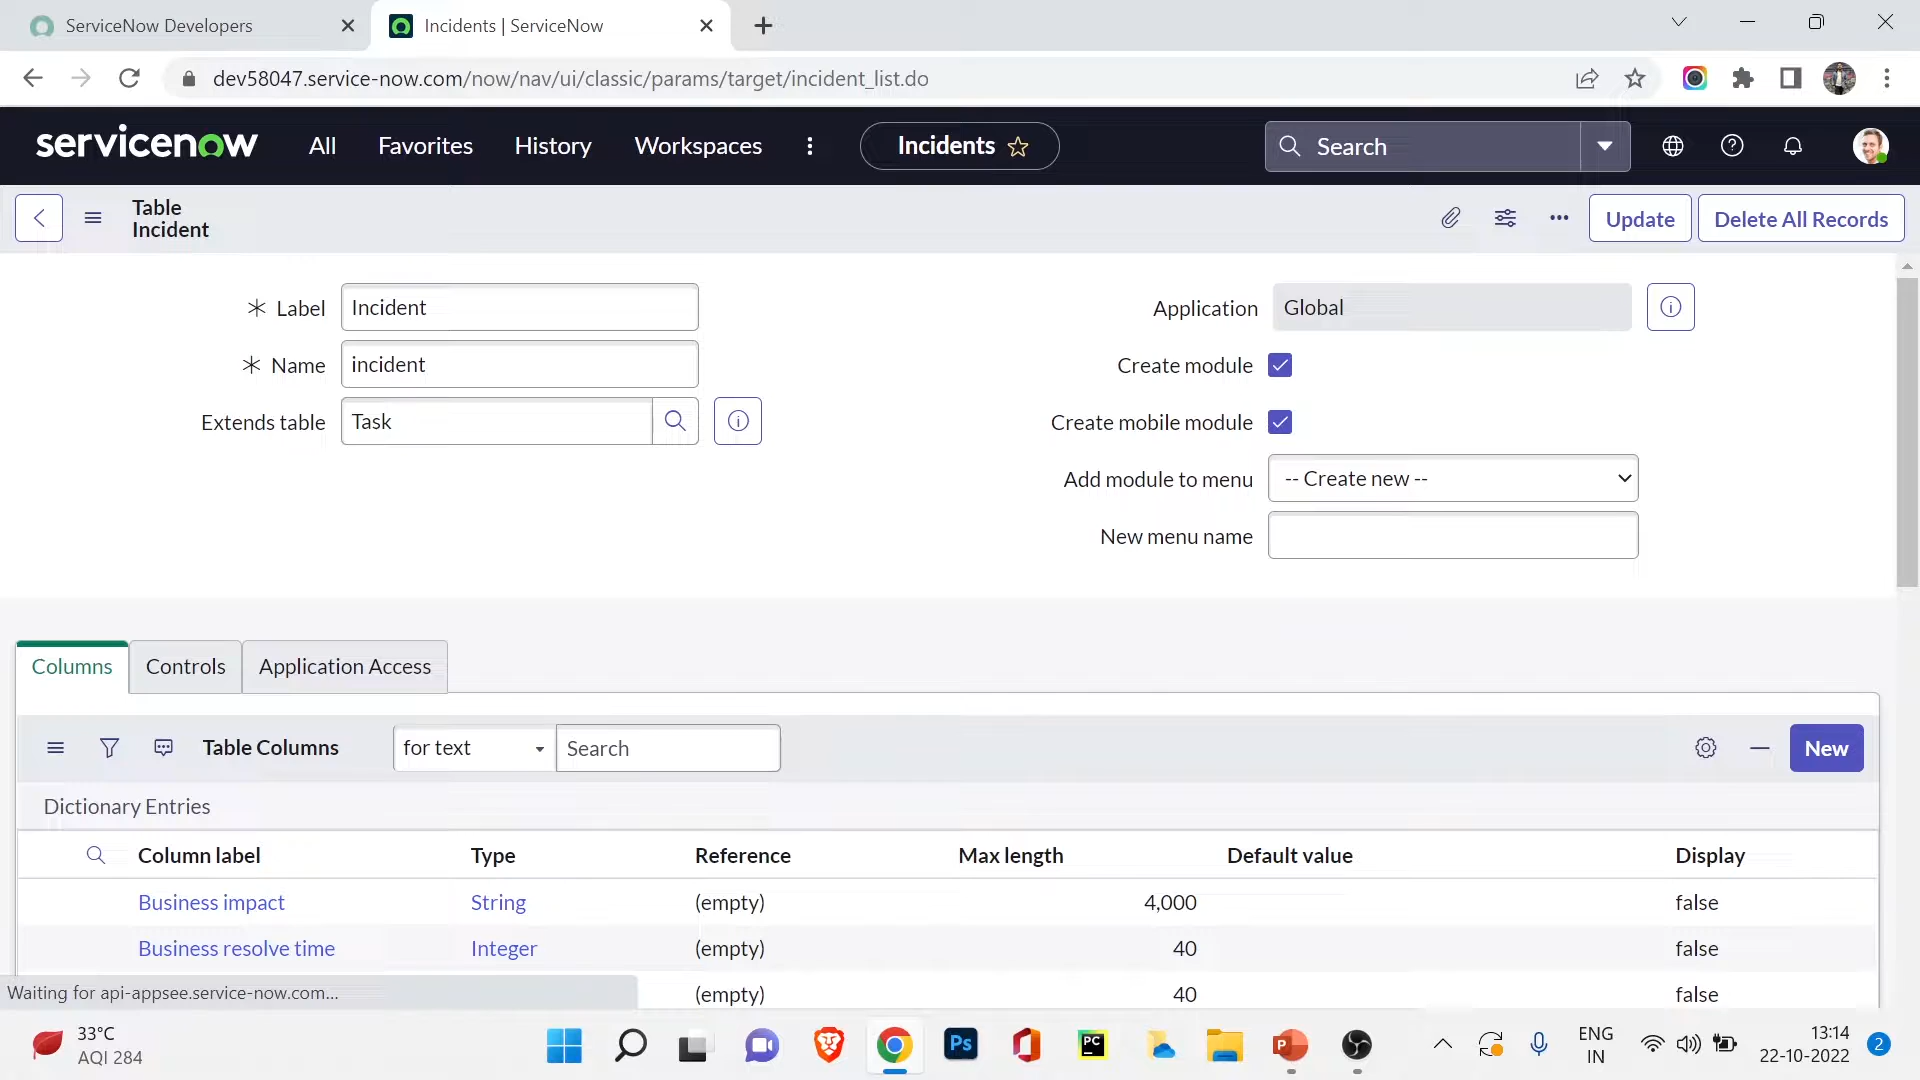 ServiceNow Developers
Incidents | ServiceNow
dev58047.service-now.com/now/nav/ui/classic/params/target/incident_list.do
servicenow
All
Favorites
History
Workspaces
Incidents
Search
Table
Incident
Update
Delete All Records
Label
Incident
Application
Global
Name
incident
Create module
Extends table
Task
Create mobile module
Add module to menu
-- Create new --
New menu name
Columns
Controls
Application Access
Table Columns
for text
Search
New
Dictionary Entries
Column label
Type
Reference
Max length
Default value
Display
Business impact
String
(empty)
4,000
false
Business resolve time
Integer
(empty)
40
false
Waiting for api-appsee.service-now.com...
(empty)
40
false
33°C
AQI 284
Ps
PC
P
ENG
IN
13:14
22-10-2022
2